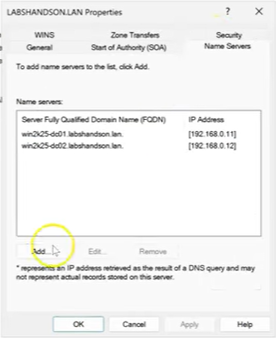 LABSHANDSON.LAN Properties
? ×
WINS Zone Transfers Security
General Start of Authority (SOA) Name Servers
To add name servers to the list, click Add.
Name servers:
Server Fully Qualified Domain Name (FQDN) IP Address
win2k25-dc01.labshandson.lan. [192.168.0.11]
win2k25-dc02.labshandson.lan. [192.168.0.12]
Add... Edit... Remove
* represents an IP address retrieved as the result of a DNS query and may
not represent actual records stored on this server.
OK Cancel Apply Help